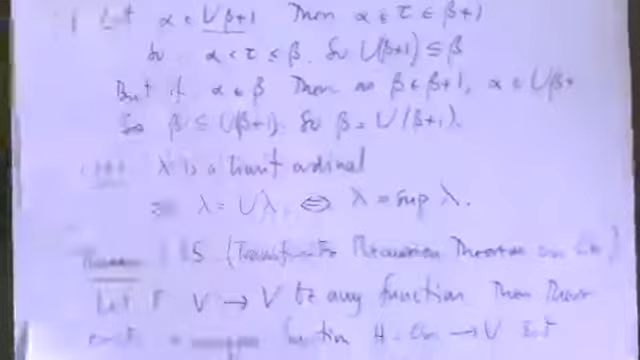 Let α ∈ ∪β+1 Then α ∈ τ ∈ β+1
so α < τ ≤ β. So ∪(β+1) ≤ β
But if α ∈ β Then as β ∈ β+1, α ∈ ∪β+
So β ≤ ∪(β+1). So β = ∪(β+1).
λ is a limit ordinal
λ = ∪λ. ⇔ λ = sup λ.
5 (Transfinite Recursion Theorem on On)
Let F V → V be any function. Then There
function H: On → V